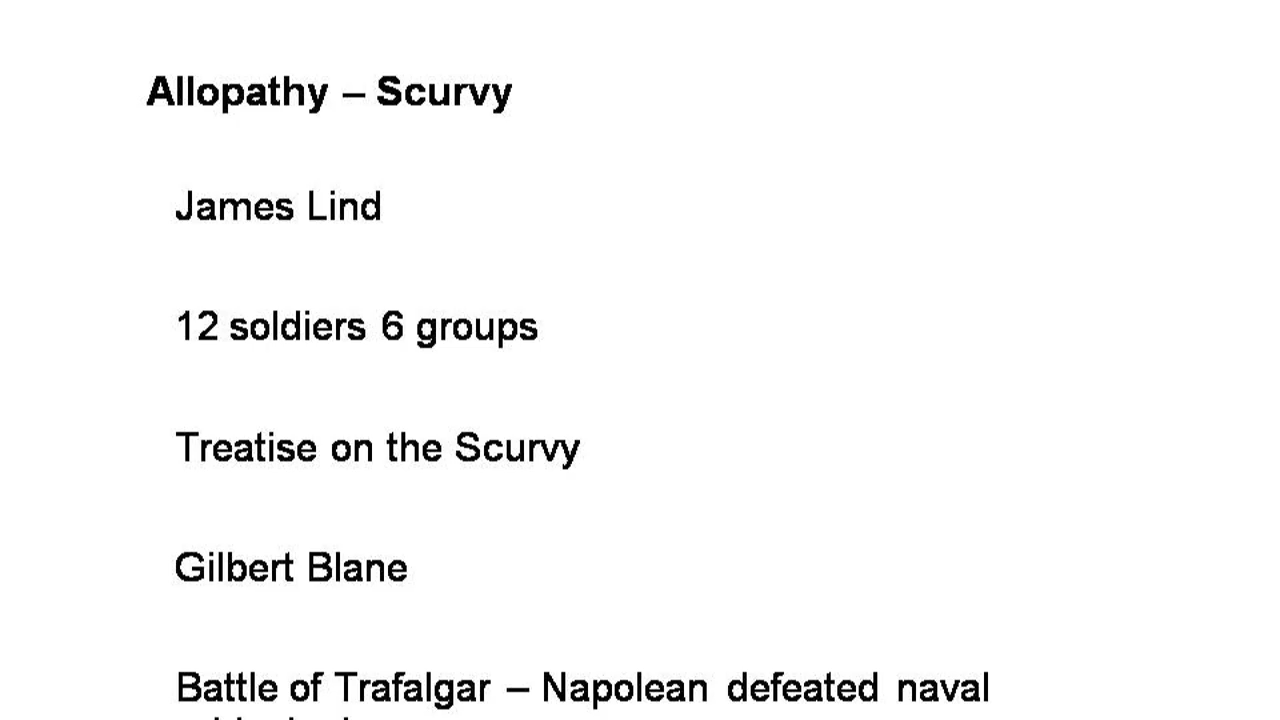 Allopathy – Scurvy
James Lind
12 soldiers 6 groups
Treatise on the Scurvy
Gilbert Blane
Battle of Trafalgar – Napolean defeated naval